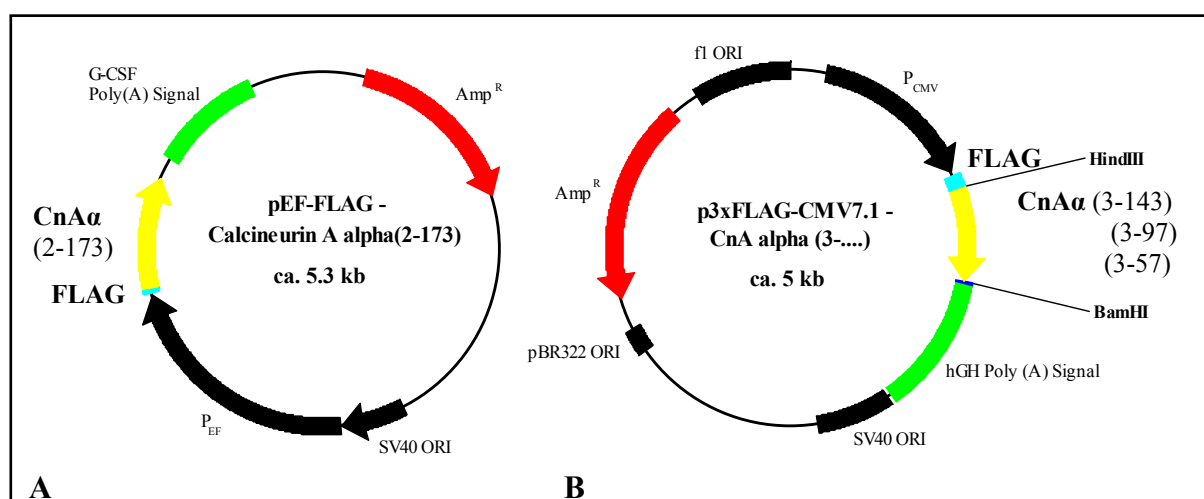 G-CSF
Poly(A) Signal
Amp R
CnAα
(2-173)
FLAG
pEF-FLAG -
Calcineurin A alpha(2-173)
ca. 5.3 kb
P EF
SV40 ORI
A
f1 ORI
P CMV
FLAG
HindIII
Amp R
p3xFLAG-CMV7.1 -
CnA alpha (3-....)
ca. 5 kb
CnAα (3-143)
(3-97)
(3-57)
BamHI
pBR322 ORI
hGH Poly (A) Signal
SV40 ORI
B